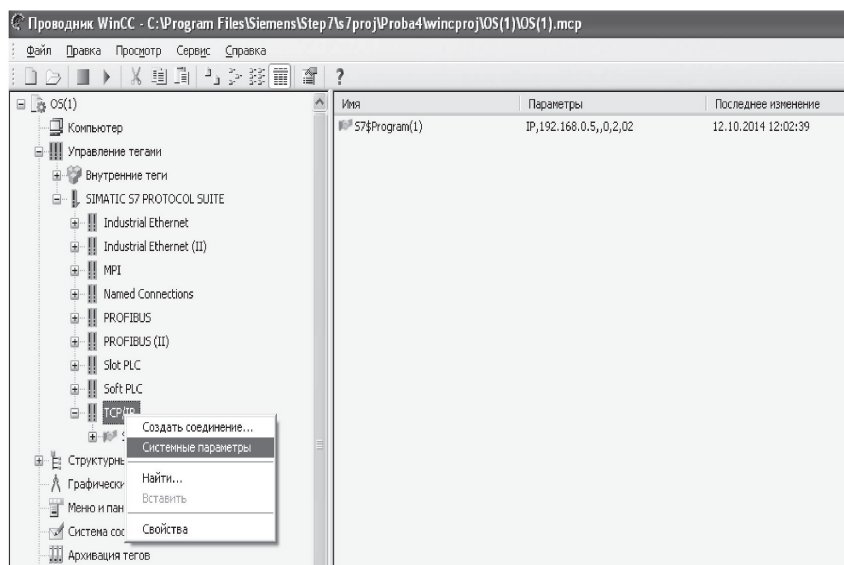 Проводник WinCC - C:\Program Files\Siemens\Step7\s7proj\Proba4\wincproj\OS(1)\OS(1).mcp
Файл Правка Просмотр Сервис Справка
OS(1)
Компьютер
Управление тегами
Внутренние теги
SIMATIC S7 PROTOCOL SUITE
Industrial Ethernet
Industrial Ethernet (II)
MPI
Named Connections
PROFIBUS
PROFIBUS (II)
Slot PLC
Soft PLC
TCP/IP
Структурн
Графически
Меню и пан
Система соо
Архивация тегов
Создать соединение...
Системные параметры
Найти...
Вставить
Свойства
Имя Параметры Последнее изменение
S7$Program(1) IP,192.168.0.5,,0,2,02 12.10.2014 12:02:39